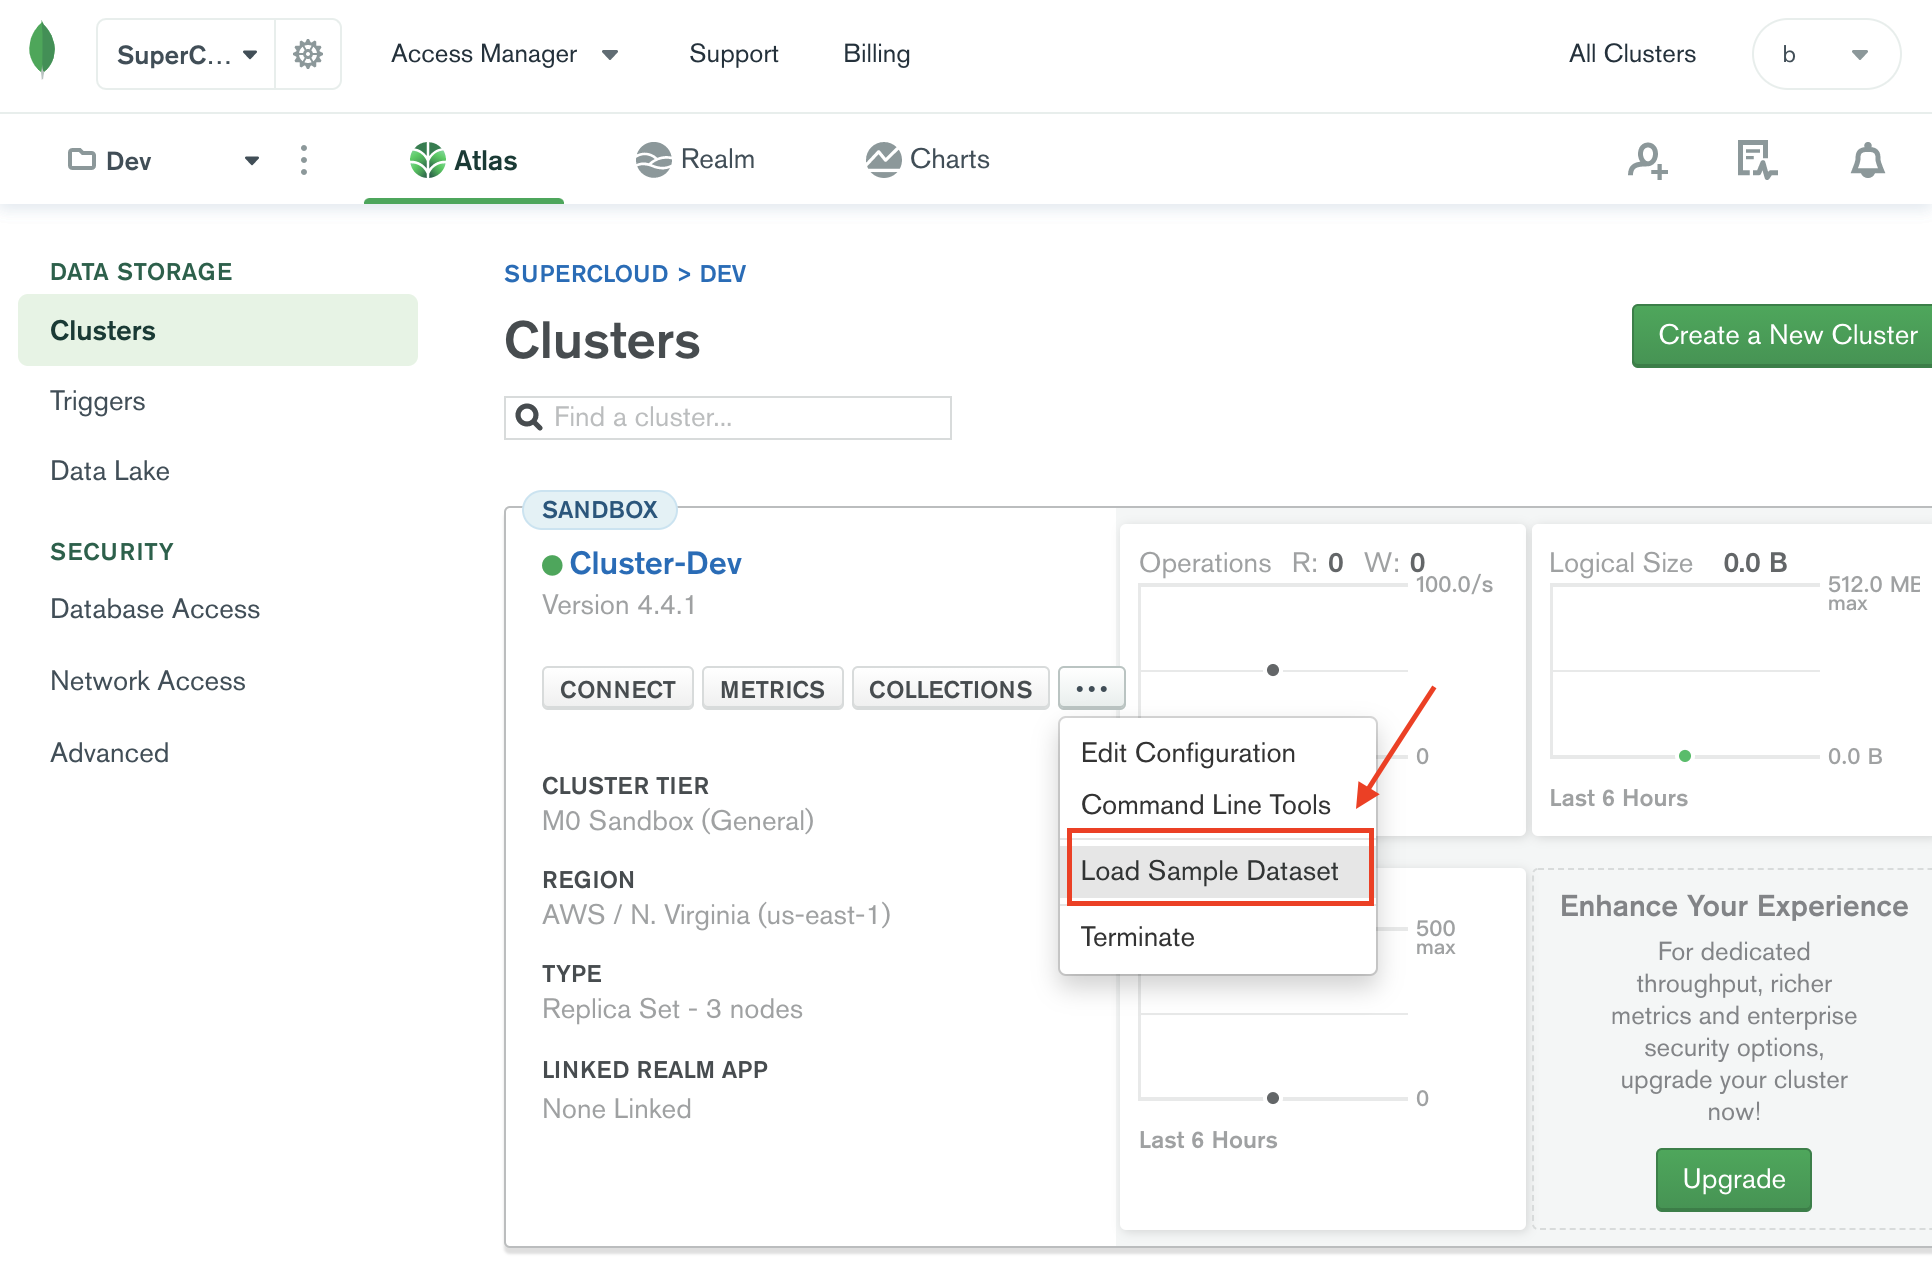 SuperC...
Access Manager
Support
Billing
All Clusters
b
Dev
Atlas
Realm
Charts
DATA STORAGE
Clusters
Triggers
Data Lake
SECURITY
Database Access
Network Access
Advanced
SUPERCLOUD > DEV
Clusters
Create a New Cluster
Find a cluster...
SANDBOX
Cluster-Dev
Version 4.4.1
CONNECT
METRICS
COLLECTIONS
...
Edit Configuration
Command Line Tools
Load Sample Dataset
Terminate
CLUSTER TIER
M0 Sandbox (General)
REGION
AWS / N. Virginia (us-east-1)
TYPE
Replica Set - 3 nodes
LINKED REALM APP
None Linked
Operations R: 0 W: 0
100.0/s
0
Logical Size 0.0 B
512.0 MB
max
0.0 B
Last 6 Hours
500
max
0
Last 6 Hours
Enhance Your Experience
For dedicated
throughput, richer
metrics and enterprise
security options,
upgrade your cluster
now!
Upgrade